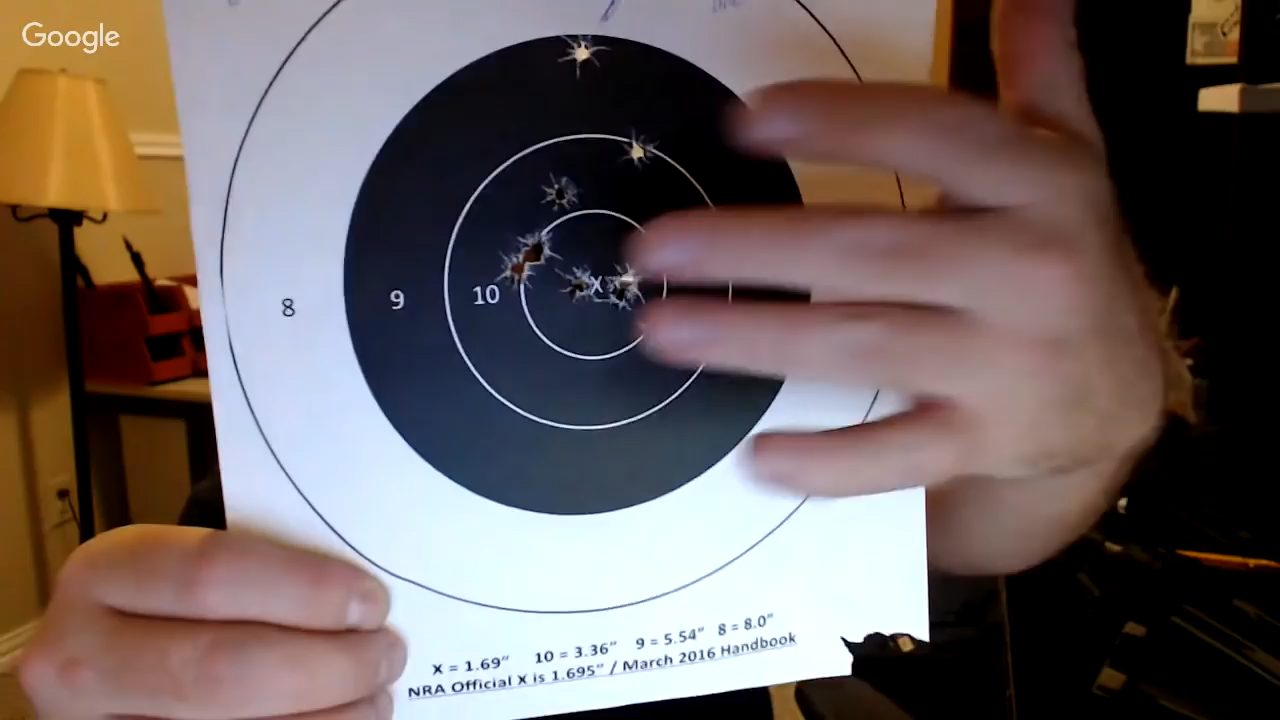 Google
8 9 10 X
X = 1.69" 10 = 3.36" 9 = 5.54" 8 = 8.0"
NRA Official X is 1.695" / March 2016 Handbook